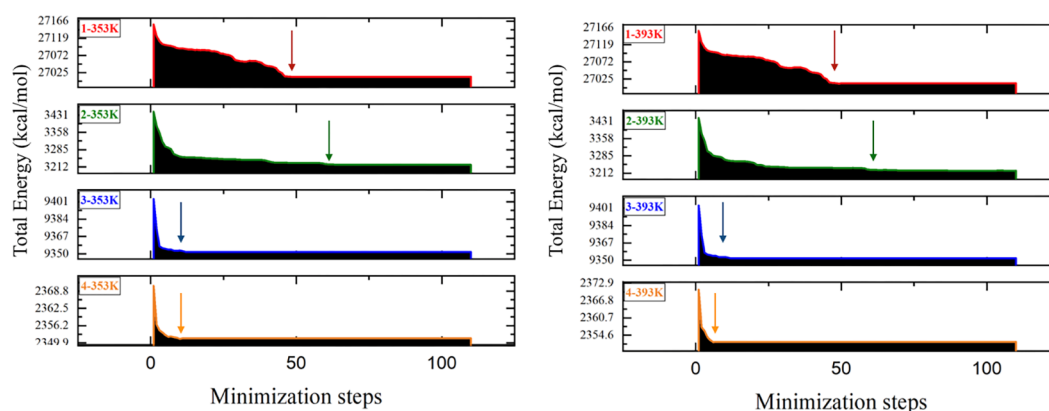 Total Energy (kcal/mol)
1-353K
27166
27119
27072
27025
2-353K
3431
3358
3285
3212
3-353K
9401
9384
9367
9350
4-353K
2368.8
2362.5
2356.2
2349.9
0 50 100
Minimization steps
Total Energy (kcal/mol)
1-393K
27166
27119
27072
27025
2-393K
3431
3358
3285
3212
3-393K
9401
9384
9367
9350
4-393K
2372.9
2366.8
2360.7
2354.6
0 50 100
Minimization steps